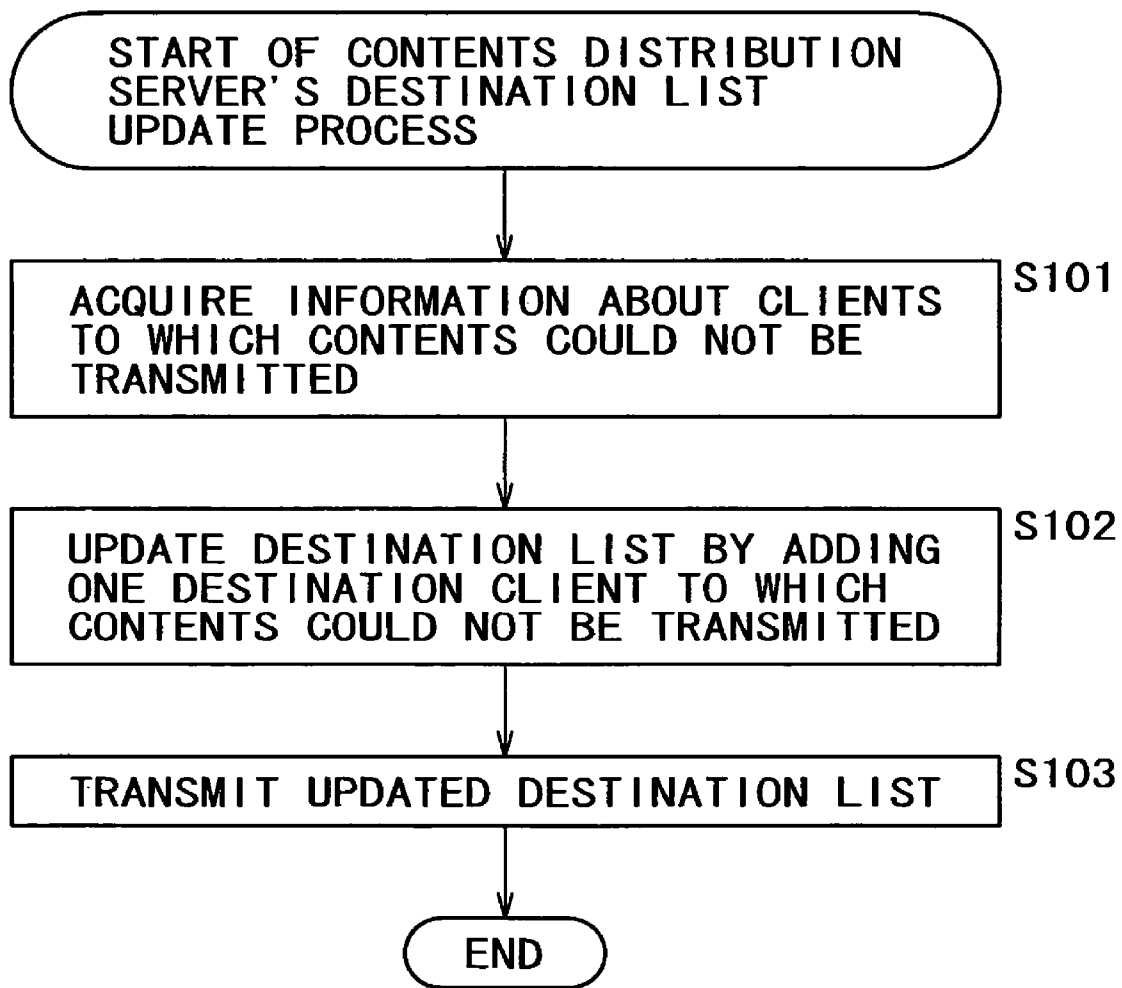 START OF CONTENTS DISTRIBUTION
SERVER'S DESTINATION LIST
UPDATE PROCESS
S101
ACQUIRE INFORMATION ABOUT CLIENTS
TO WHICH CONTENTS COULD NOT BE
TRANSMITTED
S102
UPDATE DESTINATION LIST BY ADDING
ONE DESTINATION CLIENT TO WHICH
CONTENTS COULD NOT BE TRANSMITTED
S103
TRANSMIT UPDATED DESTINATION LIST
END